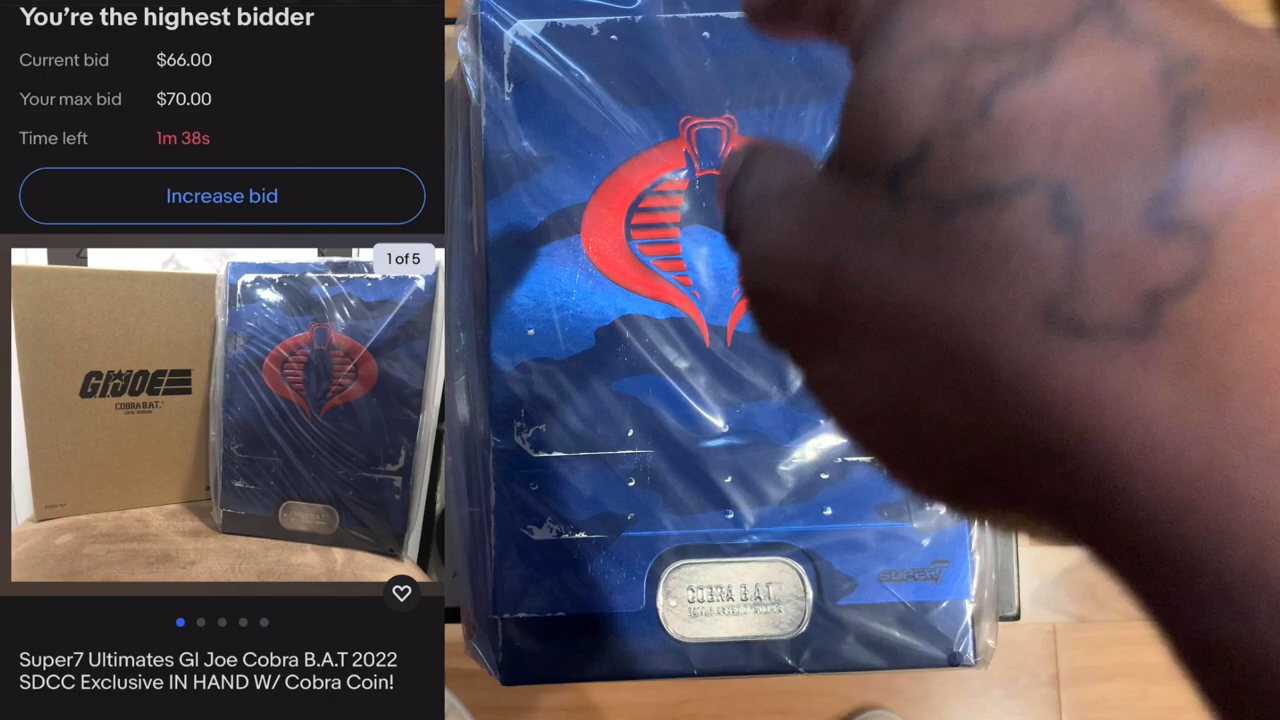 You're the highest bidder
Current bid $66.00
Your max bid $70.00
Time left 1m 38s
Increase bid
1 of 5
GI JOE
COBRA B.A.T.
Super7 Ultimates GI Joe Cobra B.A.T 2022
SDCC Exclusive IN HAND W/ Cobra Coin!
COBRA B.A.T.
SUPER7